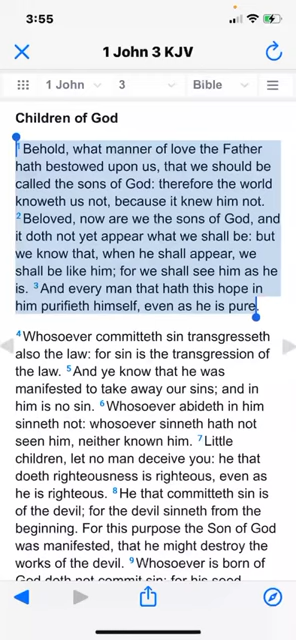 3:55
1 John 3 KJV
1 John 3 Bible
Children of God
1 Behold, what manner of love the Father
hath bestowed upon us, that we should be
called the sons of God: therefore the world
knoweth us not, because it knew him not.
2 Beloved, now are we the sons of God, and
it doth not yet appear what we shall be: but
we know that, when he shall appear, we
shall be like him; for we shall see him as he
is. 3 And every man that hath this hope in
him purifieth himself, even as he is pure.
4 Whosoever committeth sin transgresseth
also the law: for sin is the transgression of
the law. 5 And ye know that he was
manifested to take away our sins; and in
him is no sin. 6 Whosoever abideth in him
sinneth not: whosoever sinneth hath not
seen him, neither known him. 7 Little
children, let no man deceive you: he that
doeth righteousness is righteous, even as
he is righteous. 8 He that committeth sin is
of the devil; for the devil sinneth from the
beginning. For this purpose the Son of God
was manifested, that he might destroy the
works of the devil. 9 Whosoever is born of
God doth not commit sin; for his seed